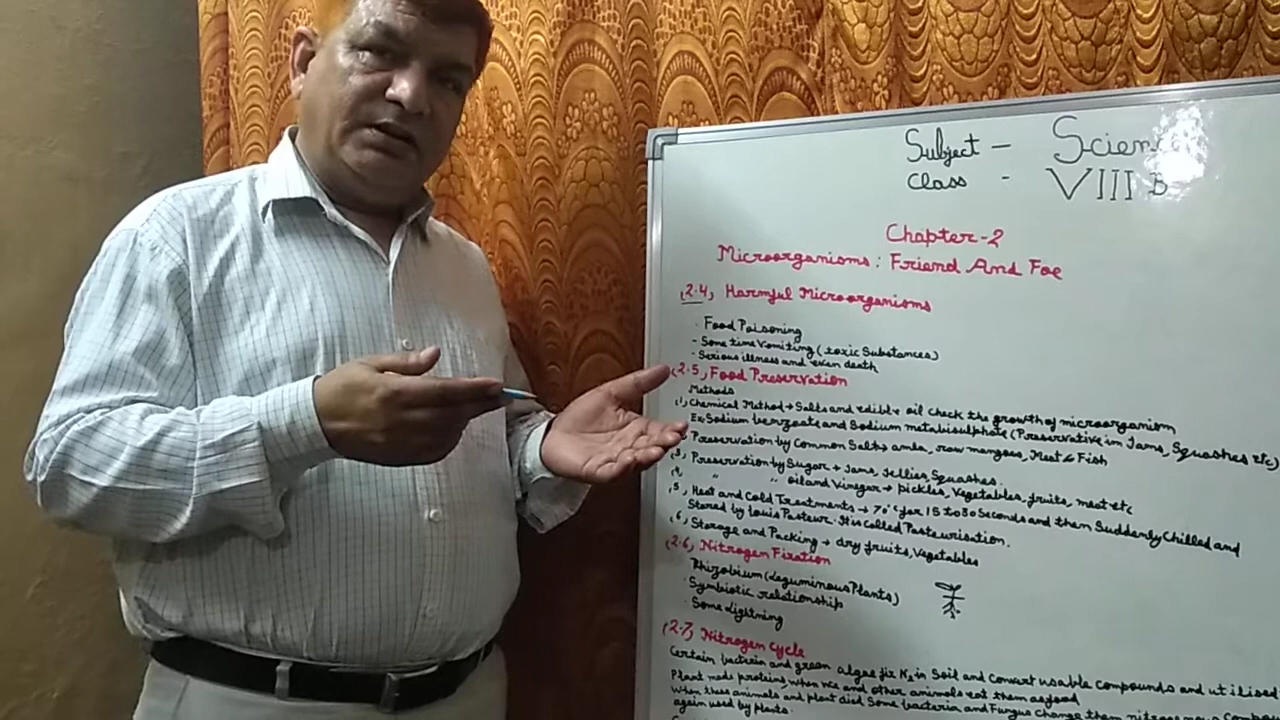 Subject - Science
Class - VIII B
Chapter-2
Microorganisms: Friend And Foe
(2.4) Harmful Microorganisms
· Food Poisoning
- Some time Vomiting (toxic Substances)
- Serious illness and even death
(2.5) Food Preservation
Methods
(1) Chemical Method → Salts and edible oil check the growth of microorganism
Ex: Sodium benzoate and Sodium metabisulphate (Preservative in Jams, Squashes etc)
Preservation by Common Salts amla, raw mangoes, Meat & Fish
(3) Preservation by Sugar → Jams, Jellies, Squashes.
(4) " " oil and Vinegar → pickles, Vegetables, fruits, meat etc
(5) Heat and Cold Treatments → 70°C for 15 to 30 Seconds and then Suddenly Chilled and
Stored by Louis Pasteur. It is called Pasteurisation.
(6) Storage and Packing → dry fruits, Vegetables
(2.6) Nitrogen Fixation
Rhizobium (Leguminous Plants)
· Symbiotic relationship
· Some Lightning
(2.7) Nitrogen Cycle
Certain bacteria and green algae fix N2 in Soil and Convert usable Compounds and utilised
Plant made proteins when we and other animals eat them as food
When these animals and plant died Some bacteria and Fungus Change them nitrogenous
again used by plants.